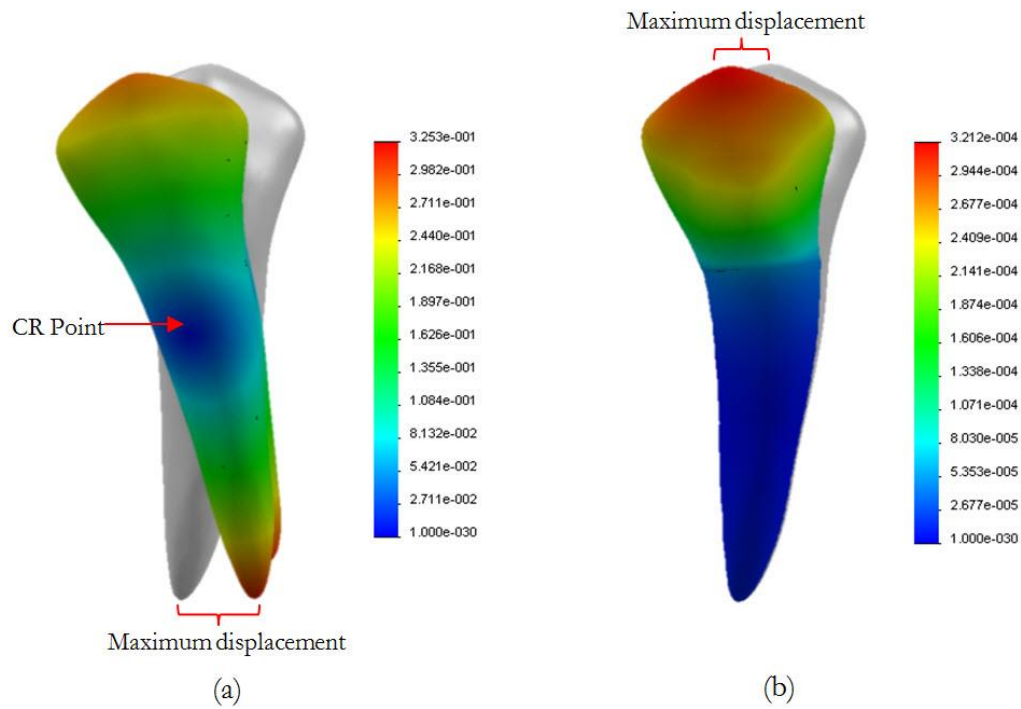 Maximum displacement
3.253e-001
2.982e-001
2.711e-001
2.440e-001
2.168e-001
1.897e-001
1.626e-001
1.355e-001
1.084e-001
8.132e-002
5.421e-002
2.711e-002
1.000e-030
CR Point
Maximum displacement
(a)
3.212e-004
2.944e-004
2.677e-004
2.409e-004
2.141e-004
1.874e-004
1.606e-004
1.338e-004
1.071e-004
8.030e-005
5.353e-005
2.677e-005
1.000e-030
(b)